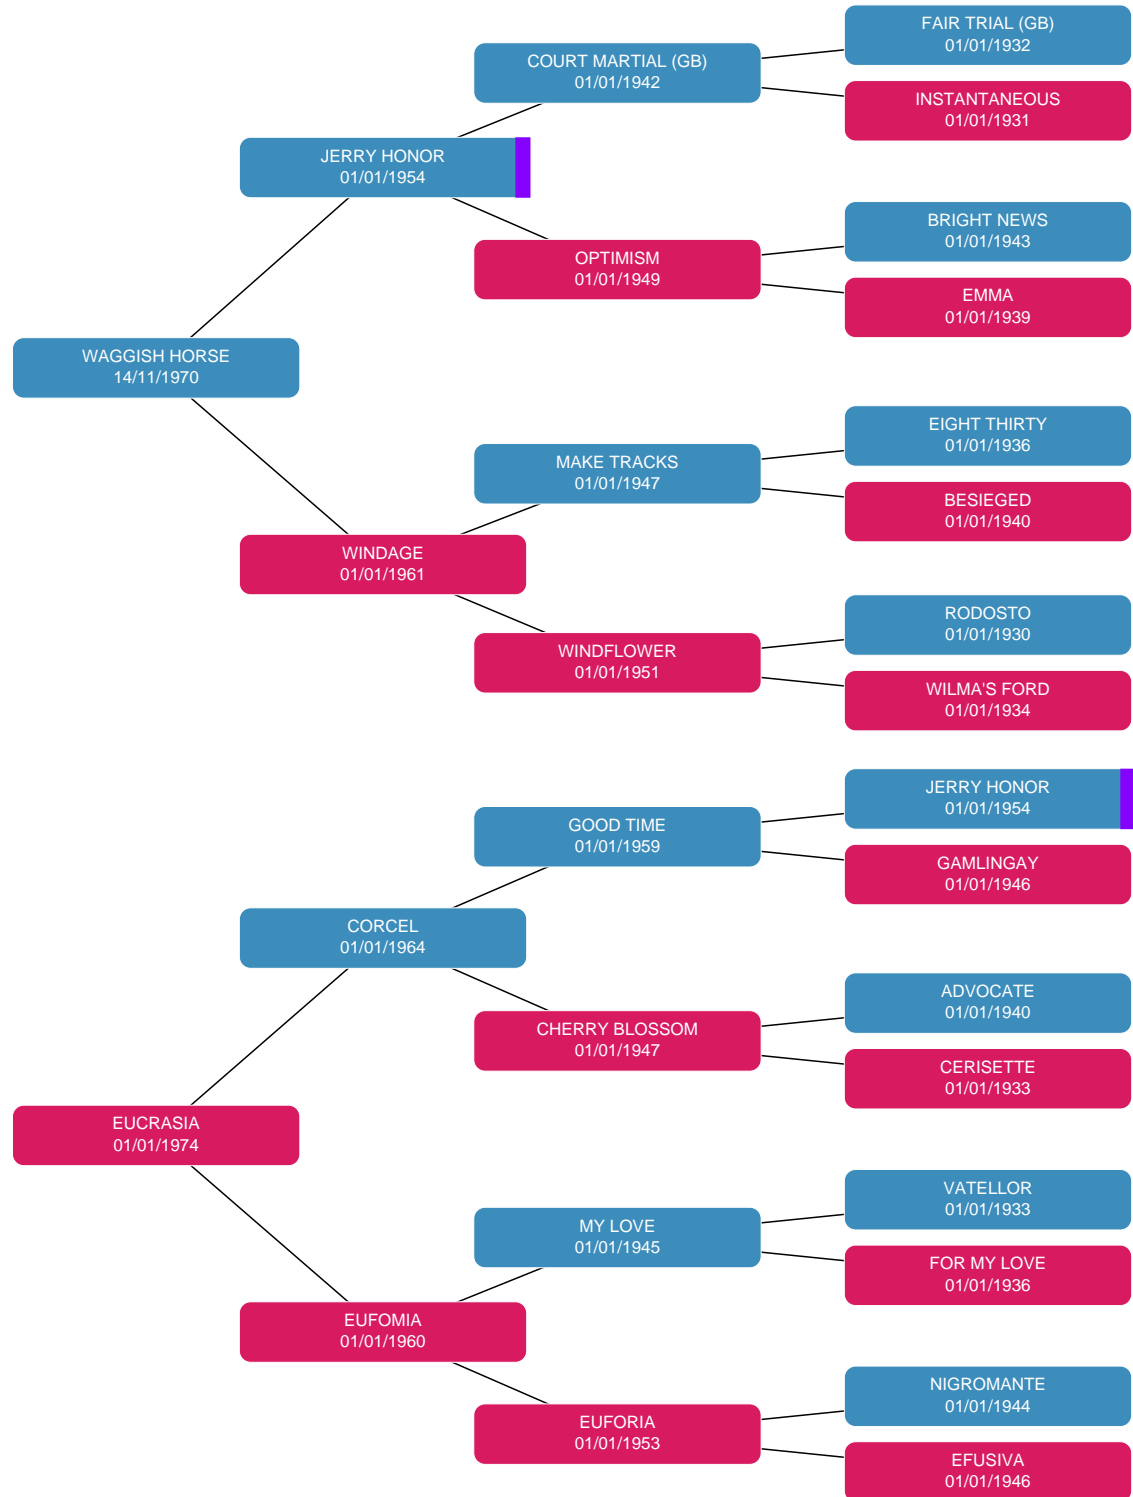 FAIR TRIAL (GB)
01/01/1932
COURT MARTIAL (GB)
01/01/1942
INSTANTANEOUS
01/01/1931
JERRY HONOR
01/01/1954
BRIGHT NEWS
01/01/1943
OPTIMISM
01/01/1949
EMMA
01/01/1939
WAGGISH HORSE
14/11/1970
EIGHT THIRTY
01/01/1936
MAKE TRACKS
01/01/1947
BESIEGED
01/01/1940
WINDAGE
01/01/1961
RODOSTO
01/01/1930
WINDFLOWER
01/01/1951
WILMA'S FORD
01/01/1934
JERRY HONOR
01/01/1954
GOOD TIME
01/01/1959
GAMLINGAY
01/01/1946
CORCEL
01/01/1964
ADVOCATE
01/01/1940
CHERRY BLOSSOM
01/01/1947
CERISETTE
01/01/1933
EUCRASIA
01/01/1974
VATELLOR
01/01/1933
MY LOVE
01/01/1945
FOR MY LOVE
01/01/1936
EUFOMIA
01/01/1960
NIGROMANTE
01/01/1944
EUFORIA
01/01/1953
EFUSIVA
01/01/1946